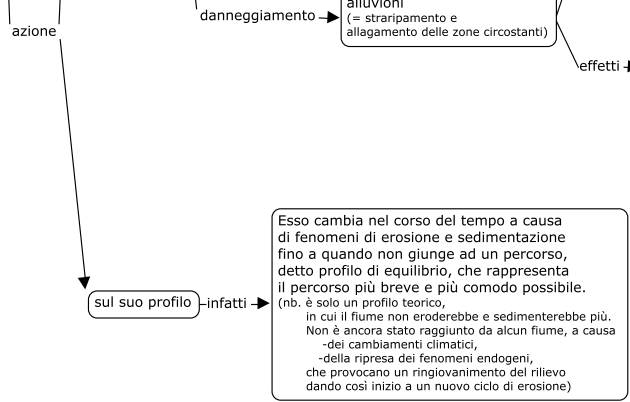 alluvioni
danneggiamento
(= straripamento e
allagamento delle zone circostanti)
azione
effetti
Esso cambia nel corso del tempo a causa
di fenomeni di erosione e sedimentazione
fino a quando non giunge ad un percorso,
detto profilo di equilibrio, che rappresenta
il percorso più breve e più comodo possibile.
(nb. è solo un profilo teorico,
in cui il fiume non eroderebbe e sedimenterebbe più.
Non è ancora stato raggiunto da alcun fiume, a causa
-dei cambiamenti climatici,
-della ripresa dei fenomeni endogeni,
che provocano un ringiovanimento del rilievo
dando così inizio a un nuovo ciclo di erosione)
sul suo profilo
infatti